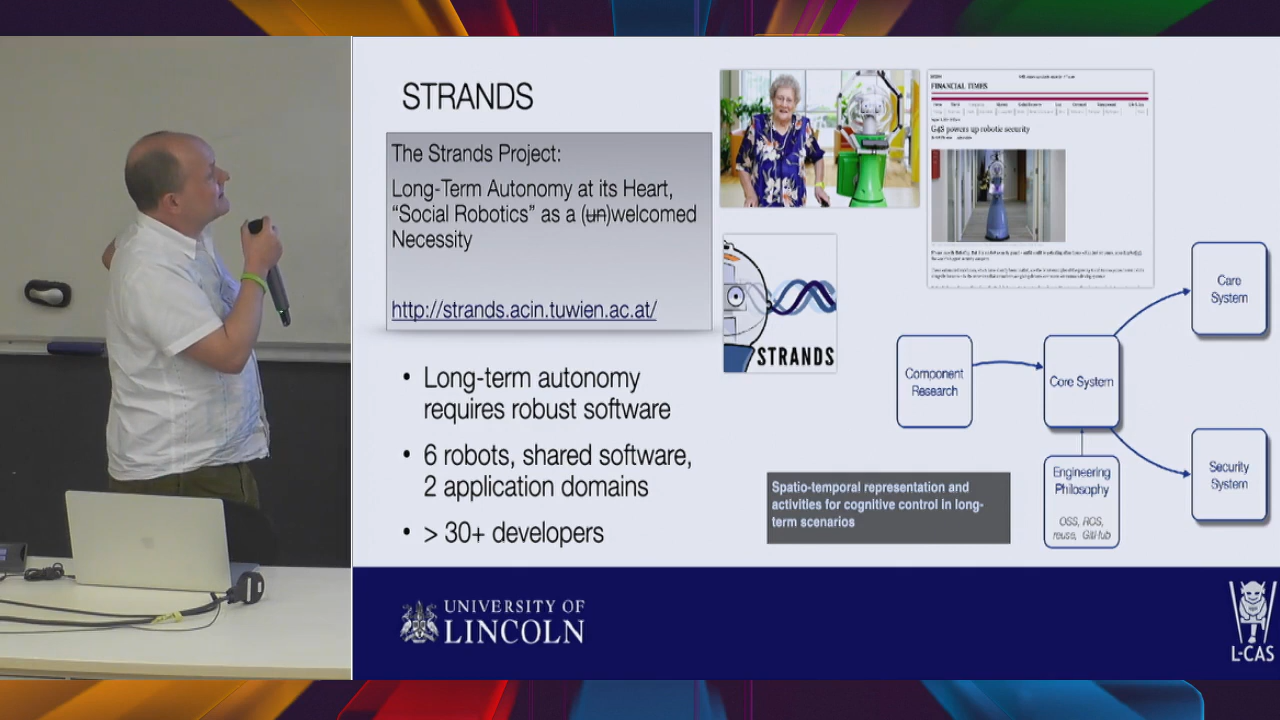 STRANDS
The Strands Project:
Long-Term Autonomy at its Heart,
“Social Robotics” as a (un)welcomed
Necessity
http://strands.acin.tuwien.ac.at/
• Long-term autonomy
requires robust software
• 6 robots, shared software,
2 application domains
• > 30+ developers
FINANCIAL TIMES
G4S powers up robotic security
STRANDS
Component
Research
Core System
Care
System
Security
System
Engineering
Philosophy
OSS, ROS,
reuse, GitHub
Spatio-temporal representation and
activities for cognitive control in long-
term scenarios
UNIVERSITY OF
LINCOLN
L-CAS